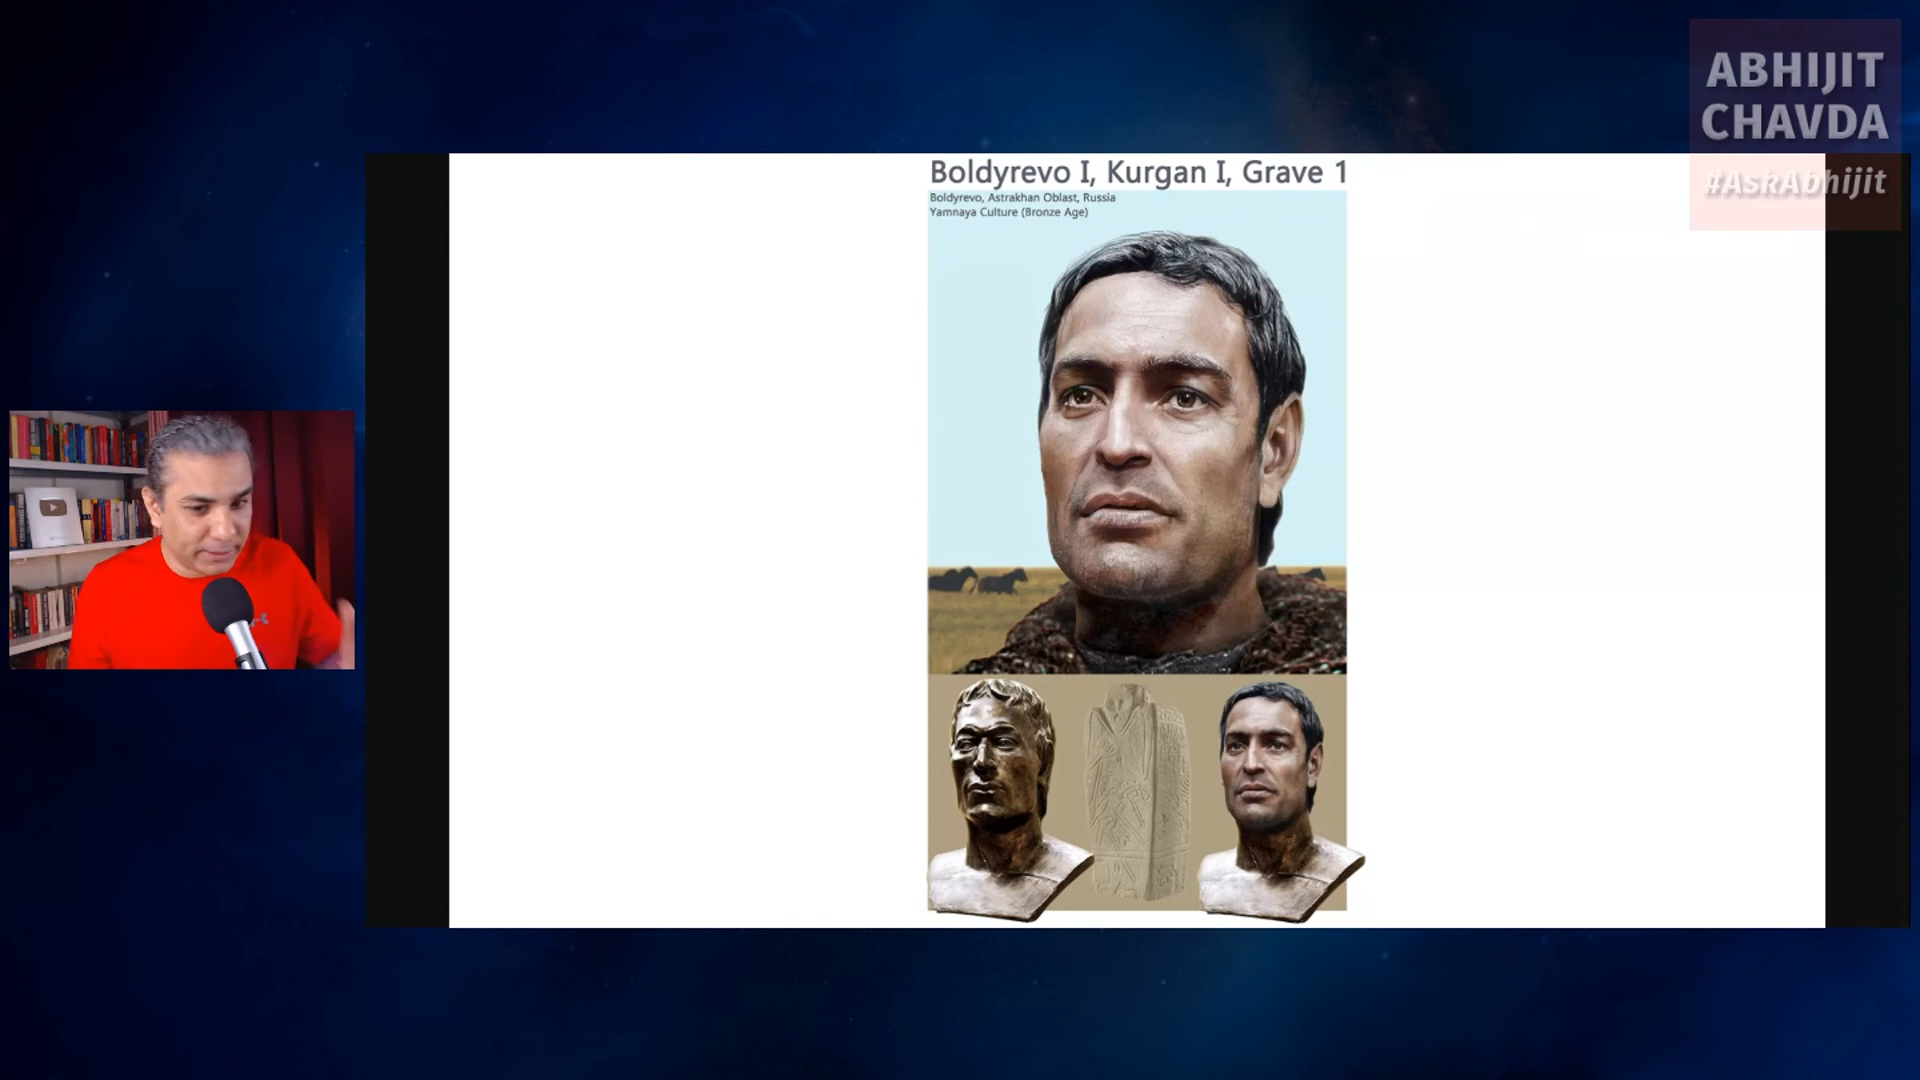 ABHIJIT
CHAVDA
#AskAbhijit
Boldyrevo I, Kurgan I, Grave 1
Boldyrevo, Astrakhan Oblast, Russia
Yamnaya Culture (Bronze Age)